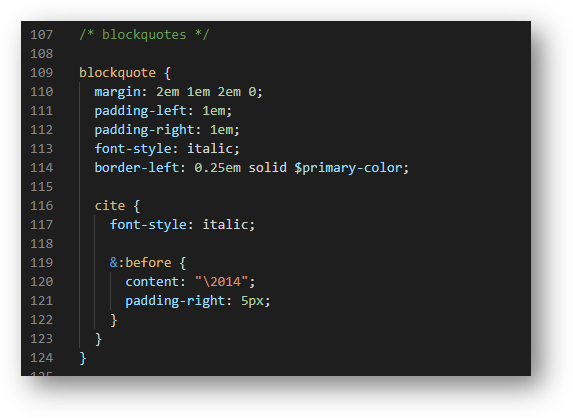 107 /* blockquotes */
108
109 blockquote {
110   margin: 2em 1em 2em 0;
111   padding-left: 1em;
112   padding-right: 1em;
113   font-style: italic;
114   border-left: 0.25em solid $primary-color;
115
116   cite {
117     font-style: italic;
118
119     &:before {
120       content: "\2014";
121       padding-right: 5px;
122     }
123   }
124 }
125